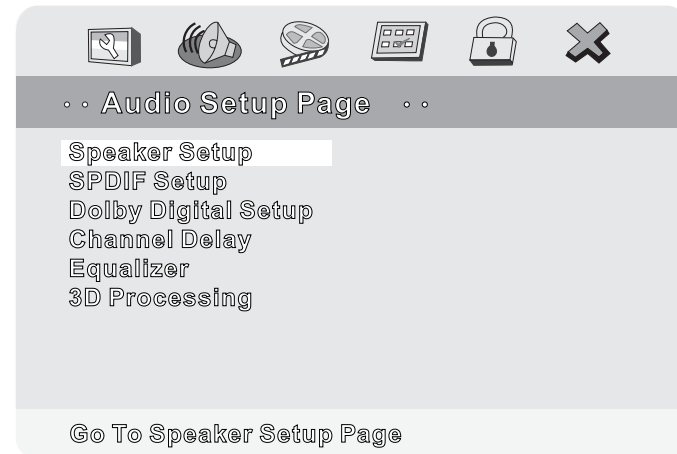 · · Audio Setup Page · ·
Speaker Setup
SPDIF Setup
Dolby Digital Setup
Channel Delay
Equalizer
3D Processing
Go To Speaker Setup Page